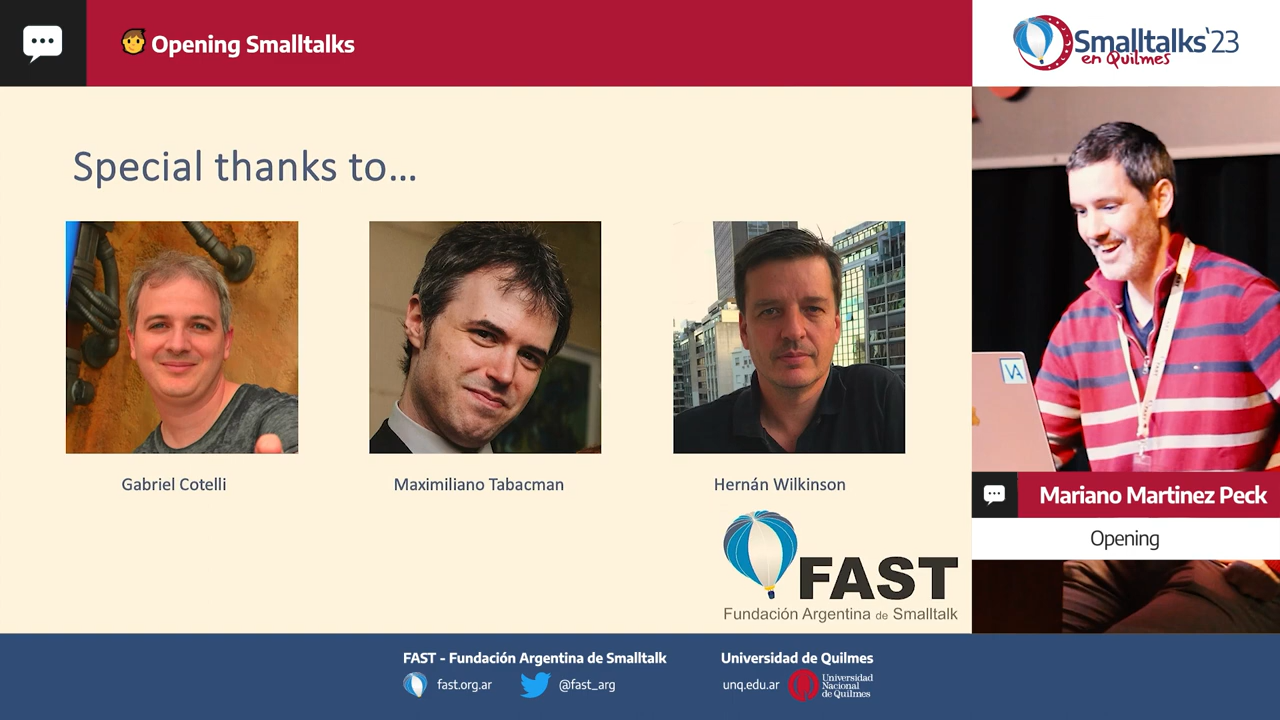 Opening Smalltalks
Smalltalks'23
en Quilmes
Special thanks to...
Gabriel Cotelli
Maximiliano Tabacman
Hernán Wilkinson
VA
Mariano Martinez Peck
Opening
FAST
Fundación Argentina de Smalltalk
FAST - Fundación Argentina de Smalltalk
fast.org.ar
@fast_arg
Universidad de Quilmes
unq.edu.ar
Universidad
Nacional
de Quilmes